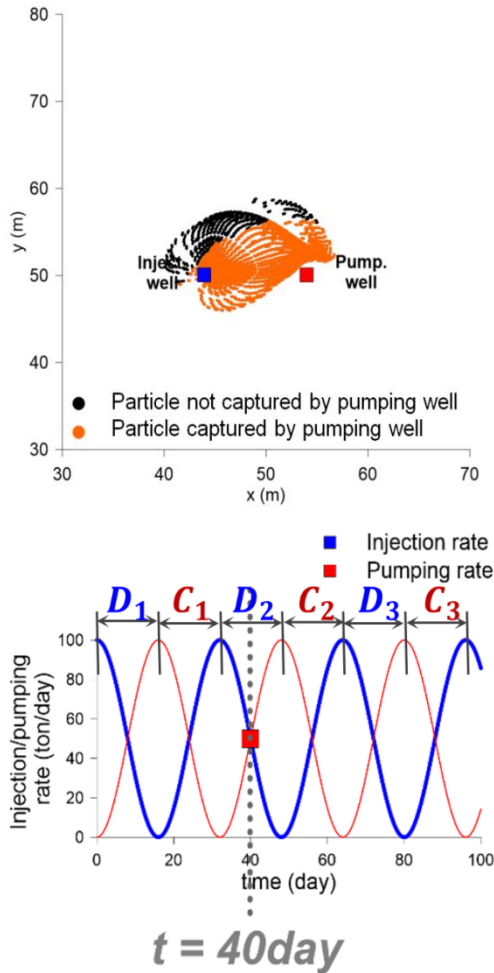 80
70
60
50
40
30
y (m)
Pump.
well
well
Particle not captured by pumping well
Particle captured by pumping well
30 40 50 60 70
x (m)
Injection rate
Pumping rate
D₁ C₁ D₂ C₂ D₃ C₃
100
80
60
40
20
0
Injection/pumping
rate (ton/day)
0 20 40 60 80 100
time (day)
t = 40day